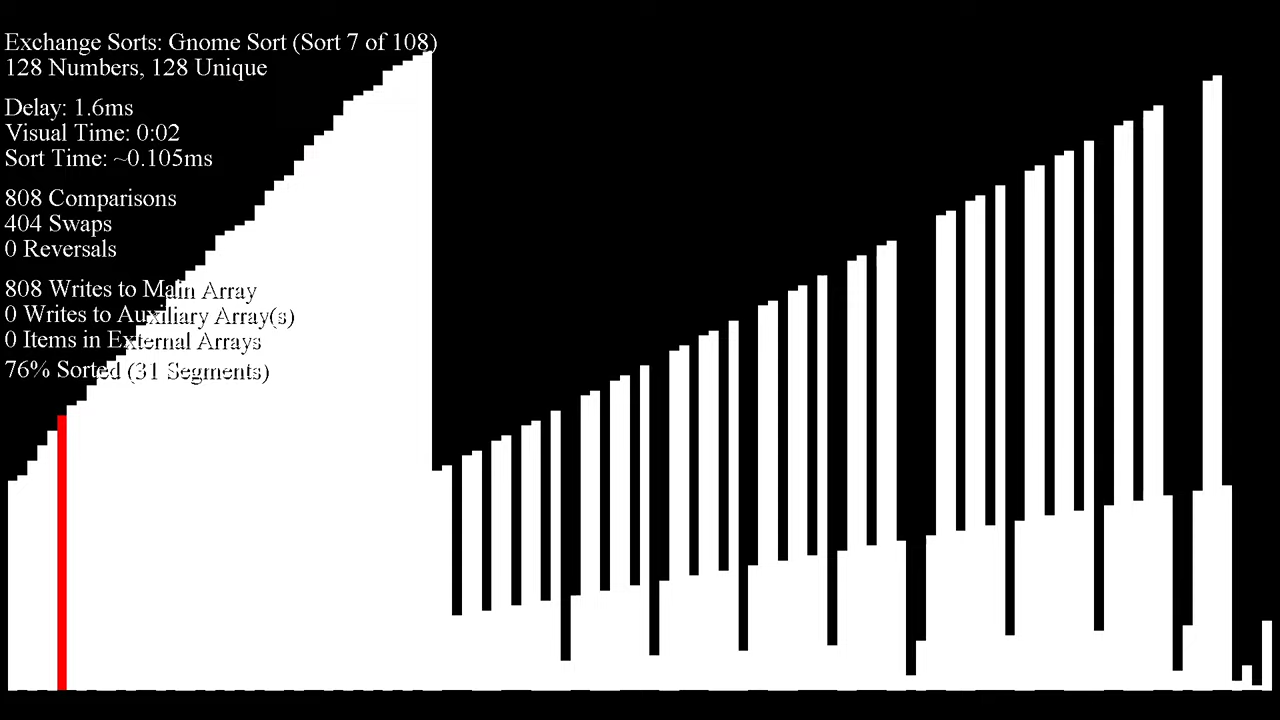 Exchange Sorts: Gnome Sort (Sort 7 of 108)
128 Numbers, 128 Unique
Delay: 1.6ms
Visual Time: 0:02
Sort Time: ~0.105ms
808 Comparisons
404 Swaps
0 Reversals
808 Writes to Main Array
0 Writes to Auxiliary Array(s)
0 Items in External Arrays
76% Sorted (31 Segments)